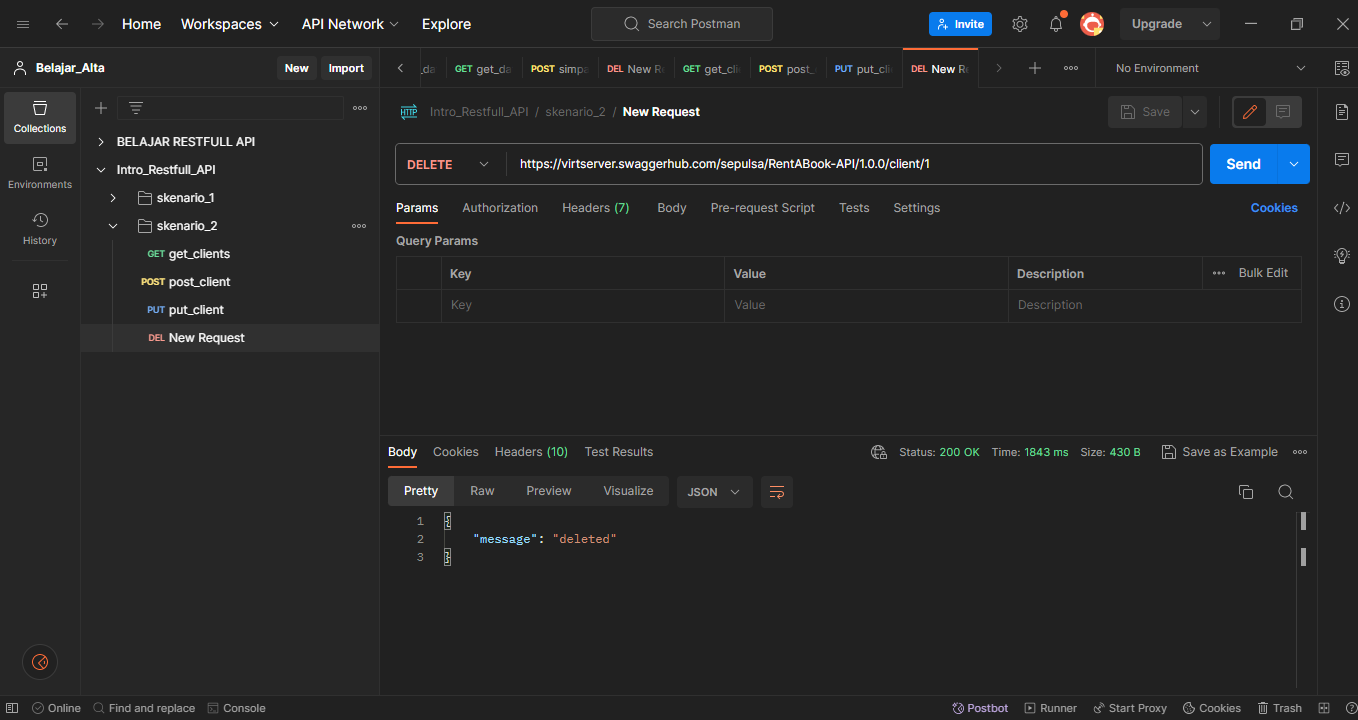 Home Workspaces API Network Explore Search Postman Invite Upgrade
Belajar_Alta New Import
_da GET get_da POST simpa DEL New Re GET get_cli POST post_ PUT put_cli DEL New Re No Environment
Collections
Environments
History
BELAJAR RESTFULL API
Intro_Restfull_API
skenario_1
skenario_2
GET get_clients
POST post_client
PUT put_client
DEL New Request
HTTP Intro_Restfull_API / skenario_2 / New Request Save
DELETE https://virtserver.swaggerhub.com/sepulsa/RentABook-API/1.0.0/client/1 Send
Params Authorization Headers (7) Body Pre-request Script Tests Settings Cookies
Query Params
Key Value Description Bulk Edit
Key Value Description
Body Cookies Headers (10) Test Results Status: 200 OK Time: 1843 ms Size: 430 B Save as Example
Pretty Raw Preview Visualize JSON
1 {
2 "message": "deleted"
3 }
Online Find and replace Console Postbot Runner Start Proxy Cookies Trash